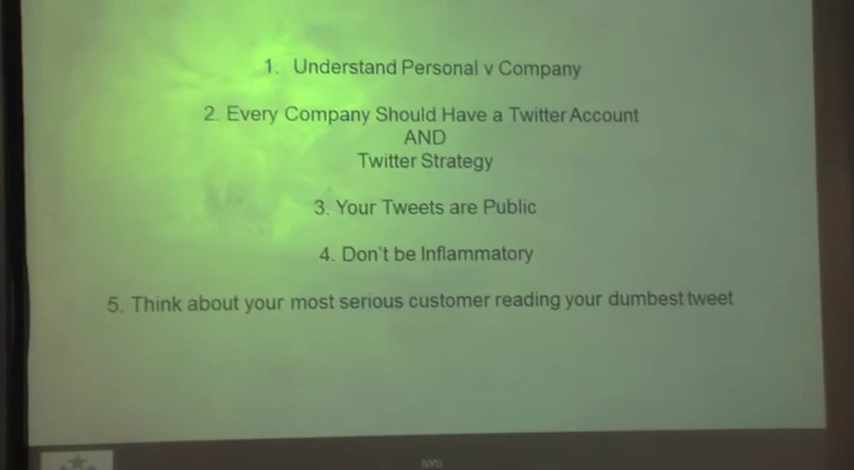 1. Understand Personal v Company
2. Every Company Should Have a Twitter Account
AND
Twitter Strategy
3. Your Tweets are Public
4. Don't be Inflammatory
5. Think about your most serious customer reading your dumbest tweet
NYU